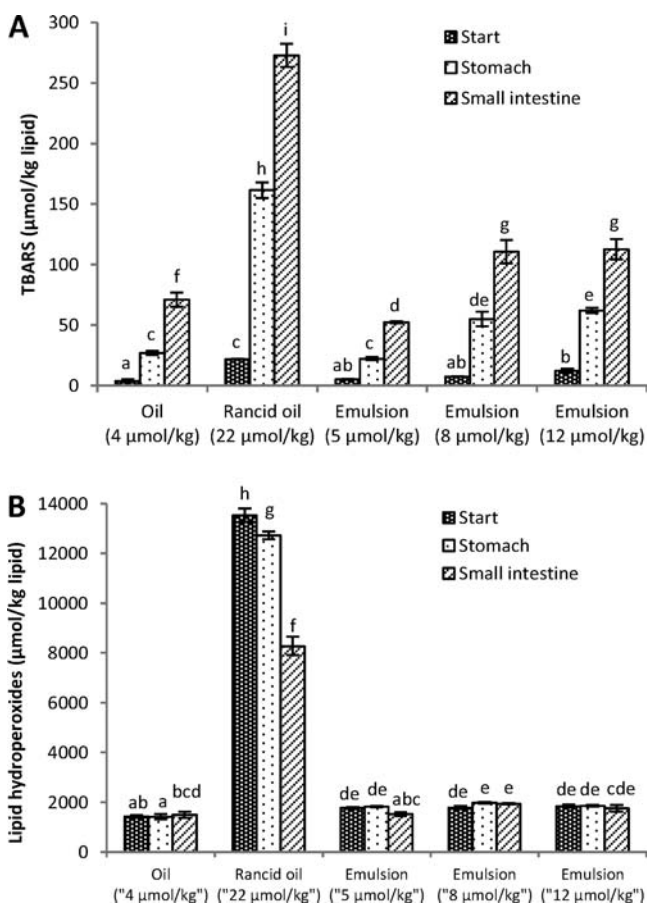 A
TBARS (µmol/kg lipid)
300
250
200
150
100
50
0
Start
Stomach
Small intestine
a
c
f
c
h
i
ab
c
d
ab
de
g
b
e
g
Oil
(4 µmol/kg)
Rancid oil
(22 µmol/kg)
Emulsion
(5 µmol/kg)
Emulsion
(8 µmol/kg)
Emulsion
(12 µmol/kg)
B
Lipid hydroperoxides (µmol/kg lipid)
14000
12000
10000
8000
6000
4000
2000
0
Start
Stomach
Small intestine
ab
a
bcd
h
g
f
de
de
abc
de
e
e
de
de
cde
Oil
("4 µmol/kg")
Rancid oil
("22 µmol/kg")
Emulsion
("5 µmol/kg")
Emulsion
("8 µmol/kg")
Emulsion
("12 µmol/kg")